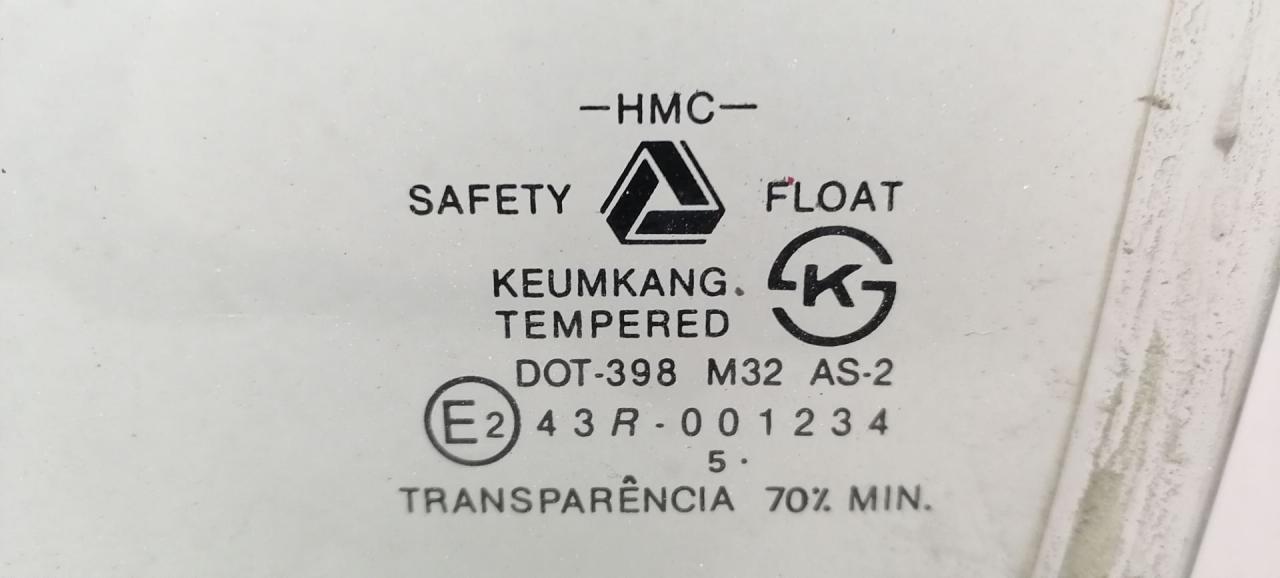 -HMC-
SAFETY FLOAT
KEUMKANG.
TEMPERED
K
DOT-398 M32 AS-2
E2 43R-001234
5.
TRANSPARÊNCIA 70% MIN.